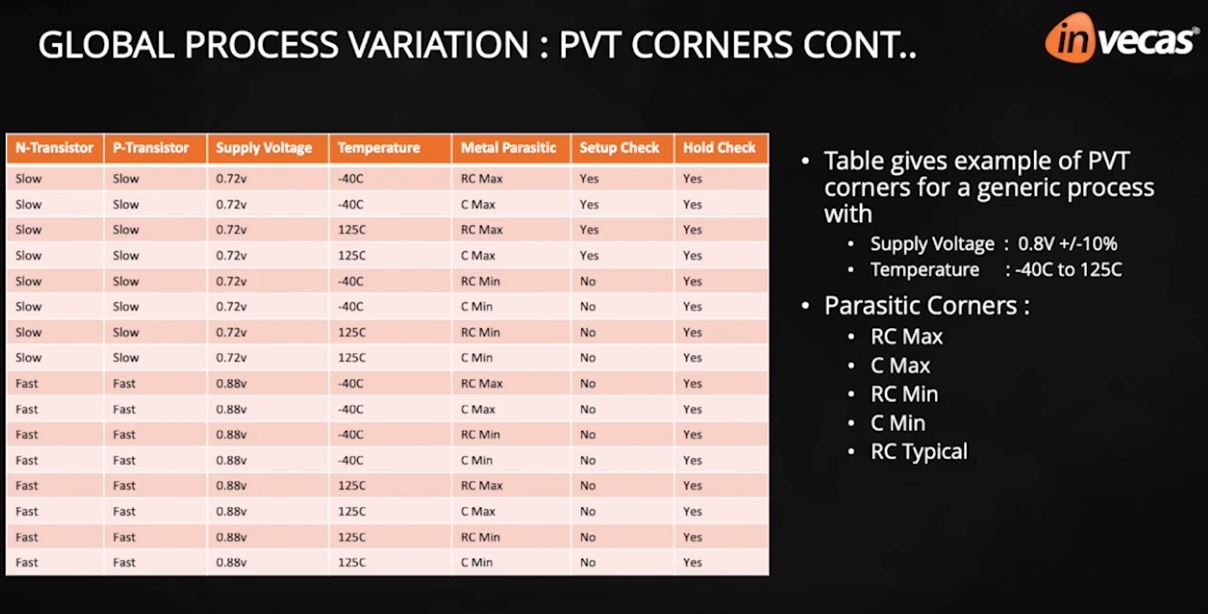 GLOBAL PROCESS VARIATION : PVT CORNERS CONT..
invecas®
N-Transistor P-Transistor Supply Voltage Temperature Metal Parasitic Setup Check Hold Check
Slow Slow 0.72v -40C RC Max Yes Yes
Slow Slow 0.72v -40C C Max Yes Yes
Slow Slow 0.72v 125C RC Max Yes Yes
Slow Slow 0.72v 125C C Max Yes Yes
Slow Slow 0.72v -40C RC Min No Yes
Slow Slow 0.72v -40C C Min No Yes
Slow Slow 0.72v 125C RC Min No Yes
Slow Slow 0.72v 125C C Min No Yes
Fast Fast 0.88v -40C RC Max No Yes
Fast Fast 0.88v -40C C Max No Yes
Fast Fast 0.88v -40C RC Min No Yes
Fast Fast 0.88v -40C C Min No Yes
Fast Fast 0.88v 125C RC Max No Yes
Fast Fast 0.88v 125C C Max No Yes
Fast Fast 0.88v 125C RC Min No Yes
Fast Fast 0.88v 125C C Min No Yes
• Table gives example of PVT
corners for a generic process
with
• Supply Voltage : 0.8V +/-10%
• Temperature : -40C to 125C
• Parasitic Corners :
• RC Max
• C Max
• RC Min
• C Min
• RC Typical